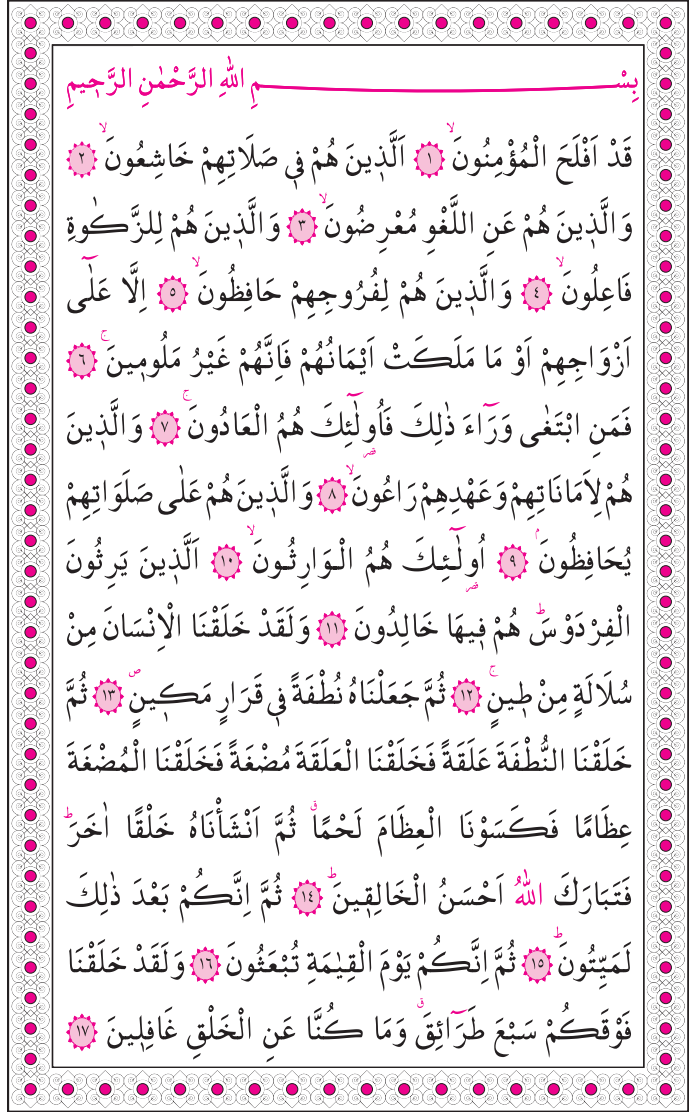 بِسْمِ اللّٰهِ الرَّحْمٰنِ الرَّح۪يمِ
قَدْ اَفْلَحَ الْمُؤْمِنُونَۙ ﴿١﴾ اَلَّذ۪ينَ هُمْ ف۪ي صَلَاتِهِمْ خَاشِعُونَۙ ﴿٢﴾
وَالَّذ۪ينَ هُمْ عَنِ اللَّغْوِ مُعْرِضُونَۙ ﴿٣﴾ وَالَّذ۪ينَ هُمْ لِلزَّكٰوةِ
فَاعِلُونَۙ ﴿٤﴾ وَالَّذ۪ينَ هُمْ لِفُرُوجِهِمْ حَافِظُونَۙ ﴿٥﴾ اِلَّا عَلٰٓى
اَزْوَاجِهِمْ اَوْ مَا مَلَكَتْ اَيْمَانُهُمْ فَاِنَّهُمْ غَيْرُ مَلُوم۪ينَۚ ﴿٦﴾
فَمَنِ ابْتَغٰى وَرَٓاءَ ذٰلِكَ فَاُو۬لٰٓئِكَ هُمُ الْعَادُونَۚ ﴿٧﴾ وَالَّذ۪ينَ
هُمْ لِاَمَانَاتِهِمْ وَعَهْدِهِمْ رَاعُونَۙ ﴿٨﴾ وَالَّذ۪ينَ هُمْ عَلٰى صَلَوَاتِهِمْ
يُحَافِظُونَۢ ﴿٩﴾ اُو۬لٰٓئِكَ هُمُ الْوَارِثُونَۙ ﴿١٠﴾ اَلَّذ۪ينَ يَرِثُونَ
الْفِرْدَوْسَۜ هُمْ ف۪يهَا خَالِدُونَ ﴿١١﴾ وَلَقَدْ خَلَقْنَا الْاِنْسَانَ مِنْ
سُلَالَةٍ مِنْ ط۪ينٍۚ ﴿١٢﴾ ثُمَّ جَعَلْنَاهُ نُطْفَةً ف۪ي قَرَارٍ مَك۪ينٍۖ ﴿١٣﴾ ثُمَّ
خَلَقْنَا النُّطْفَةَ عَلَقَةً فَخَلَقْنَا الْعَلَقَةَ مُضْغَةً فَخَلَقْنَا الْمُضْغَةَ
عِظَامًا فَكَسَوْنَا الْعِظَامَ لَحْمًاۗ ثُمَّ اَنْشَأْنَاهُ خَلْقًا اٰخَرَۜ
فَتَبَارَكَ اللّٰهُ اَحْسَنُ الْخَالِق۪ينَۜ ﴿١٤﴾ ثُمَّ اِنَّكُمْ بَعْدَ ذٰلِكَ
لَمَيِّتُونَۜ ﴿١٥﴾ ثُمَّ اِنَّكُمْ يَوْمَ الْقِيٰمَةِ تُبْعَثُونَ ﴿١٦﴾ وَلَقَدْ خَلَقْنَا
فَوْقَكُمْ سَبْعَ طَرَٓائِقَۗ وَمَا كُنَّا عَنِ الْخَلْقِ غَافِل۪ينَ ﴿١٧﴾